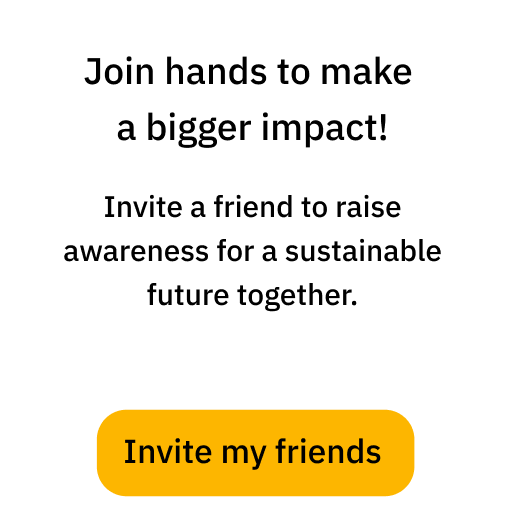 Join hands to make
a bigger impact!
Invite a friend to raise
awareness for a sustainable
future together.
Invite my friends